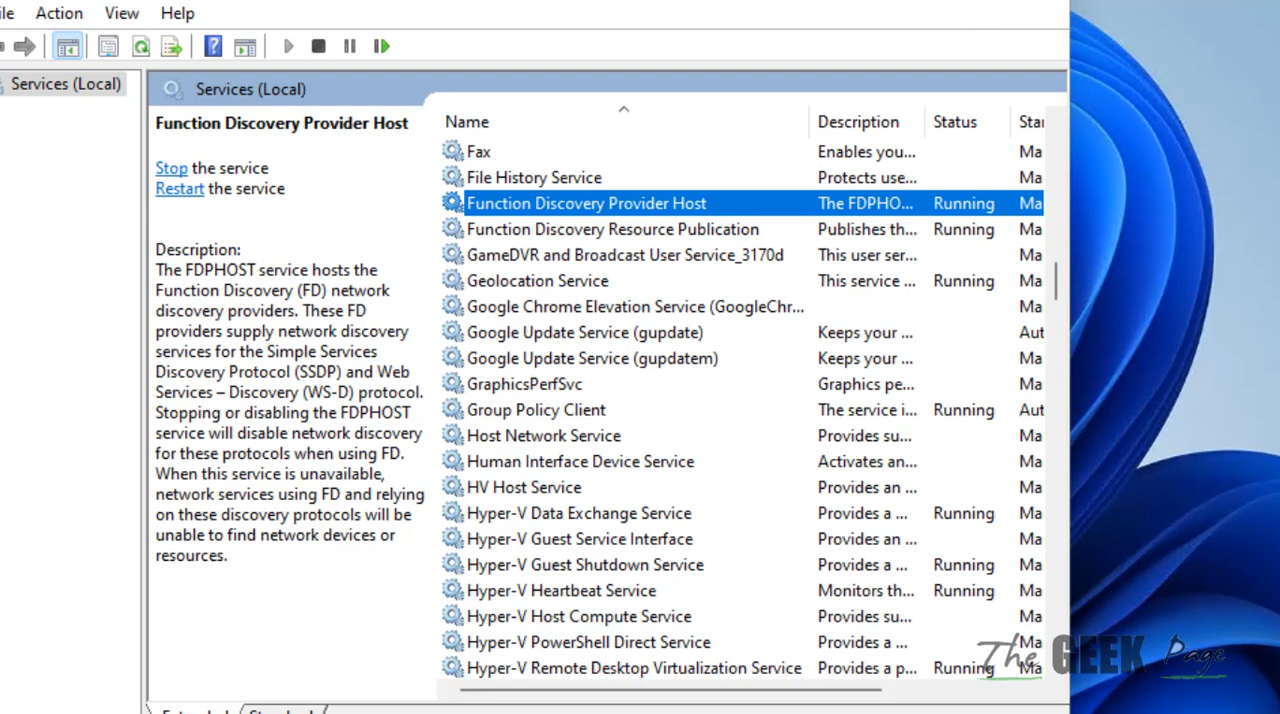 ile Action View Help
Services (Local)
Services (Local)
Function Discovery Provider Host
Stop the service
Restart the service
Description:
The FDPHOST service hosts the
Function Discovery (FD) network
discovery providers. These FD
providers supply network discovery
services for the Simple Services
Discovery Protocol (SSDP) and Web
Services – Discovery (WS-D) protocol.
Stopping or disabling the FDPHOST
service will disable network discovery
for these protocols when using FD.
When this service is unavailable,
network services using FD and relying
on these discovery protocols will be
unable to find network devices or
resources.
Name Description Status Star
Fax Enables you... Ma
File History Service Protects use... Ma
Function Discovery Provider Host The FDPHO... Running Ma
Function Discovery Resource Publication Publishes th... Running Ma
GameDVR and Broadcast User Service_3170d This user ser... Ma
Geolocation Service This service ... Running Ma
Google Chrome Elevation Service (GoogleChr... Ma
Google Update Service (gupdate) Keeps your ... Aut
Google Update Service (gupdatem) Keeps your ... Ma
GraphicsPerfSvc Graphics pe... Ma
Group Policy Client The service i... Running Aut
Host Network Service Provides su... Ma
Human Interface Device Service Activates an... Ma
HV Host Service Provides an ... Ma
Hyper-V Data Exchange Service Provides a ... Running Ma
Hyper-V Guest Service Interface Provides an ... Ma
Hyper-V Guest Shutdown Service Provides a ... Running Ma
Hyper-V Heartbeat Service Monitors th... Running Ma
Hyper-V Host Compute Service Provides su... Ma
Hyper-V PowerShell Direct Service Provides a ... Ma
Hyper-V Remote Desktop Virtualization Service Provides a p... Running Ma
The GEEK Page